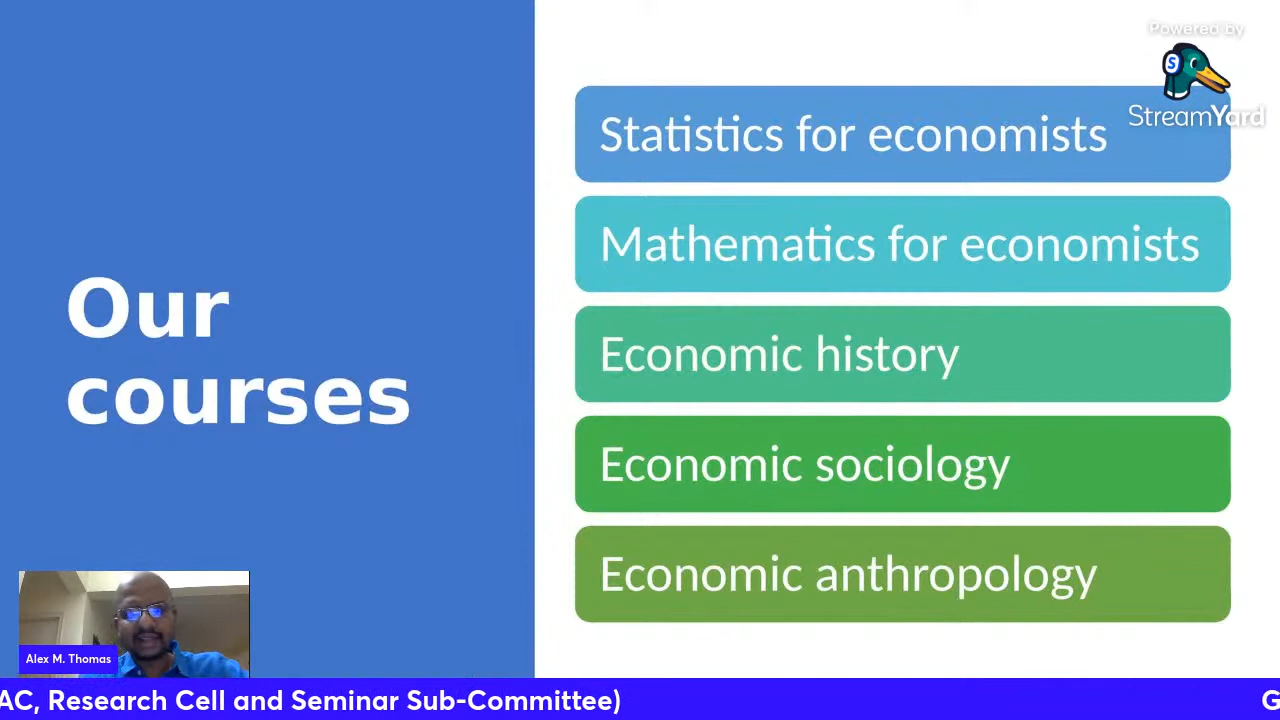 Powered by
S
StreamYard
Our
courses
Statistics for economists
Mathematics for economists
Economic history
Economic sociology
Economic anthropology
Alex M. Thomas
AC, Research Cell and Seminar Sub-Committee)
G